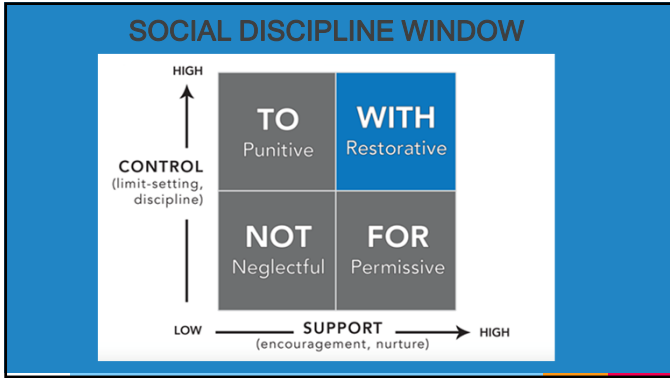 SOCIAL DISCIPLINE WINDOW
HIGH
TO
Punitive
WITH
Restorative
CONTROL
(limit-setting,
discipline)
NOT
Neglectful
FOR
Permissive
LOW
SUPPORT
HIGH
(encouragement, nurture)